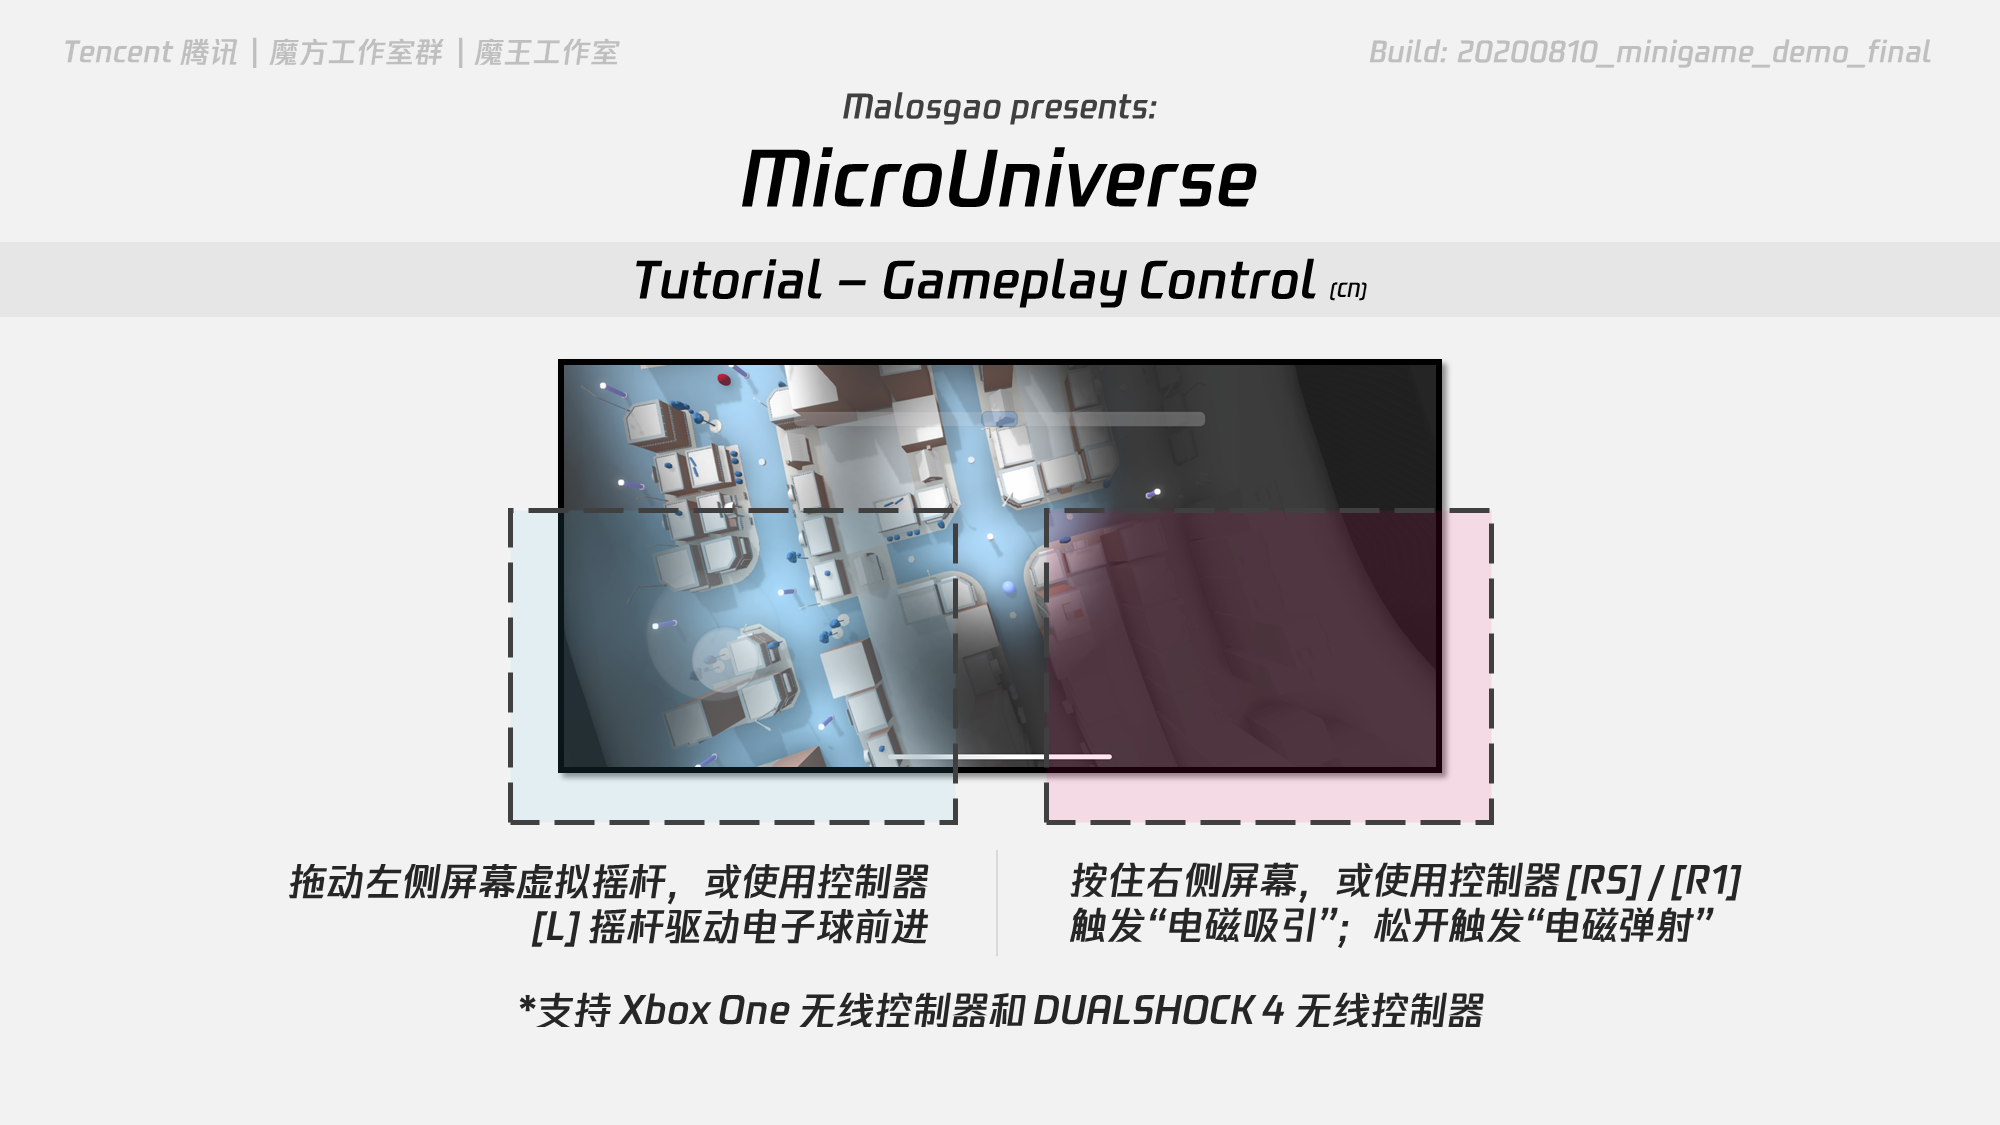 Tencent 腾讯 | 魔方工作室群 | 魔王工作室
Build: 20200810_minigame_demo_final
Malosgao presents:
MicroUniverse
Tutorial – Gameplay Control (CN)
拖动左侧屏幕虚拟摇杆，或使用控制器
[L] 摇杆驱动电子球前进
按住右侧屏幕，或使用控制器 [RS] / [R1]
触发“电磁吸引”；松开触发“电磁弹射”
*支持 Xbox One 无线控制器和 DUALSHOCK 4 无线控制器